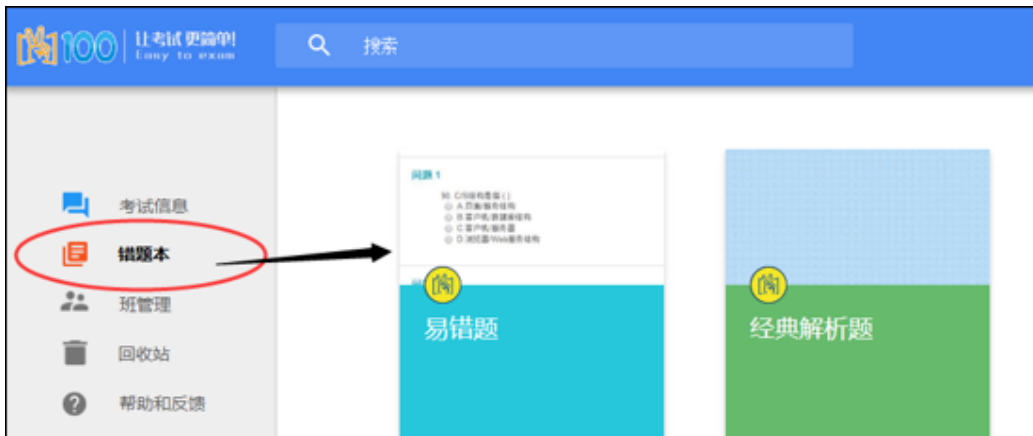 100
让考试更简单!
Easy to exam
搜索
考试信息
错题本
班管理
回收站
帮助和反馈
问题 1
90. C/S结构是指 ( )
A.页面/服务结构
B.客户机/数据库结构
C.客户机/服务器
D.浏览器/Web服务结构
易错题
经典解析题